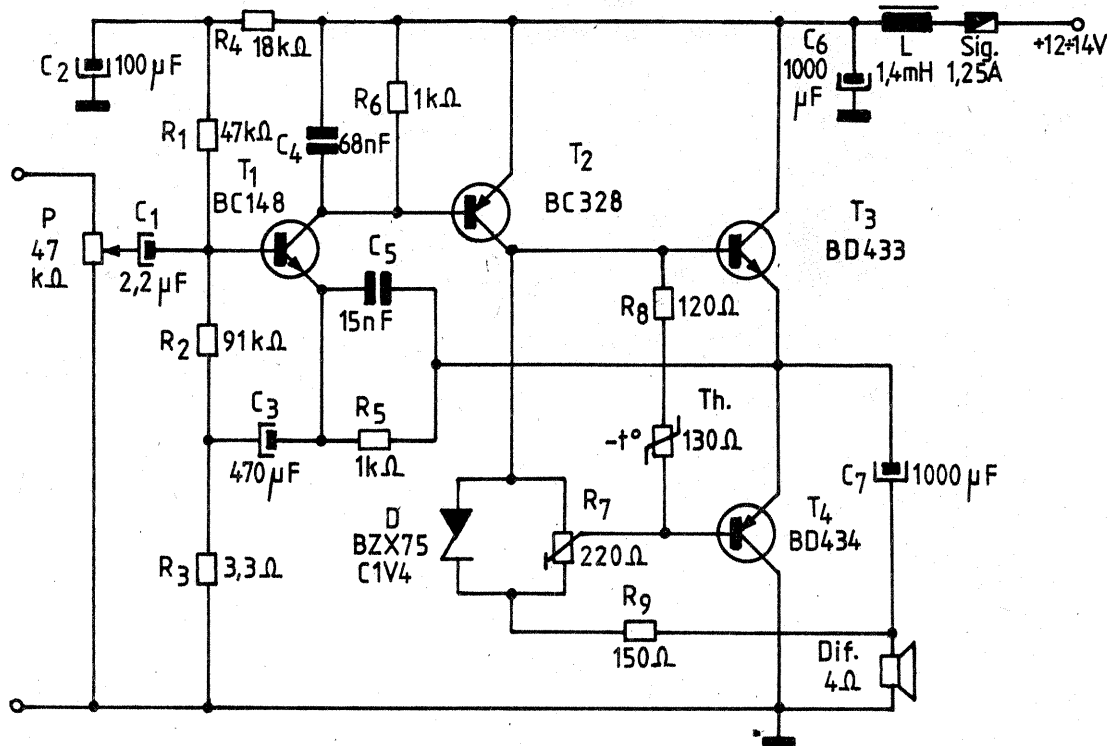 C2
100µF
R4
18kΩ
C6
1000
µF
L
1,4mH
Sig.
1,25A
+12÷14V
R6
1kΩ
R1
47kΩ
C4
68nF
T1
BC148
T2
BC328
T3
BD433
P
47
kΩ
C1
2,2µF
C5
15nF
R8
120Ω
R2
91kΩ
C3
470µF
R5
1kΩ
Th.
-t°
130Ω
C7
1000µF
D
BZX75
C1V4
R7
220Ω
T4
BD434
R3
3,3Ω
R9
150Ω
Dif.
4Ω